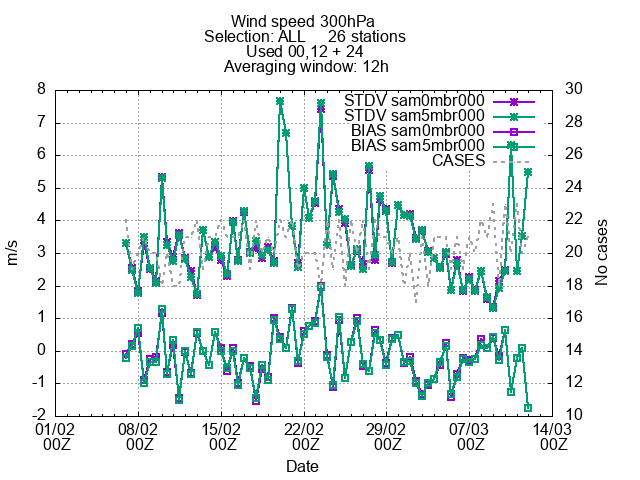 Wind speed 300hPa
Selection: ALL     26 stations
Used 00,12 + 24
Averaging window: 12h
STDV sam0mbr000
STDV sam5mbr000
BIAS sam0mbr000
BIAS sam5mbr000
CASES
8
7
6
5
4
3
2
1
0
-1
-2
m/s
30
28
26
24
22
20
18
16
14
12
10
No cases
01/02 08/02 15/02 22/02 29/02 07/03 14/03
00Z 00Z 00Z 00Z 00Z 00Z 00Z
Date